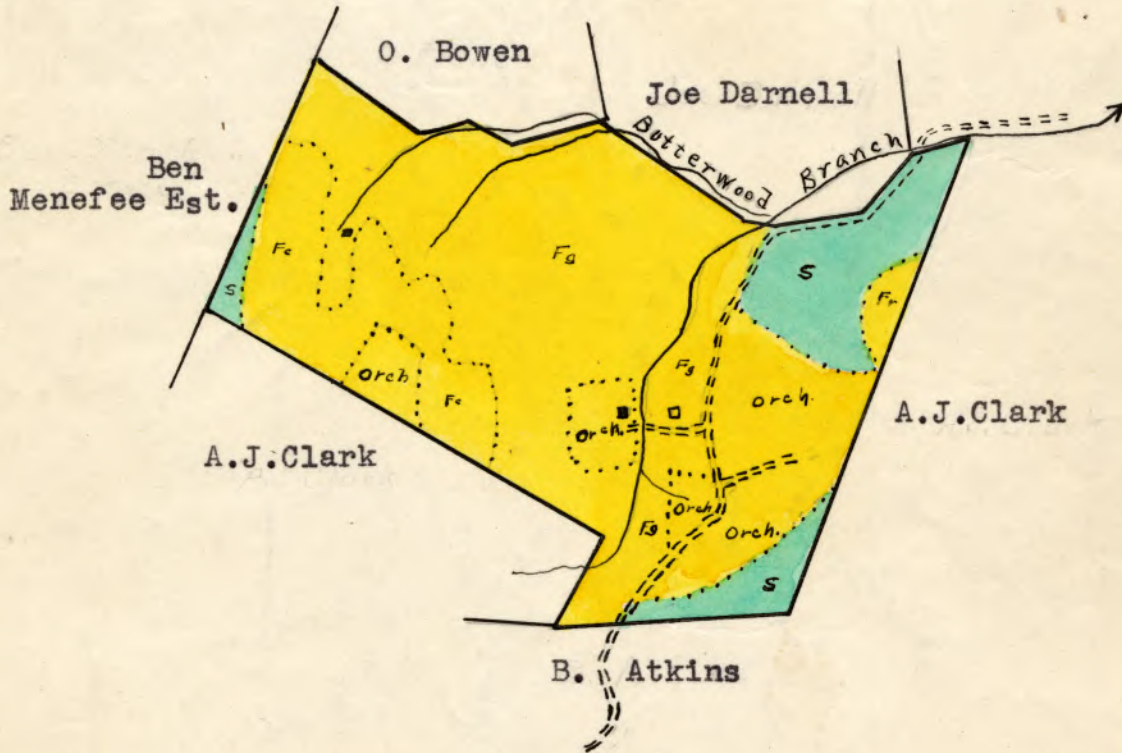 O. Bowen
Joe Darnell
Butterwood Branch
Ben
Menefee Est.
Fc
Fg
S
S
Fr
Orch
Fc
Fg
Orch.
Orch.
A.J.Clark
A.J.Clark
Orch
Fg
Orch.
S
B. Atkins